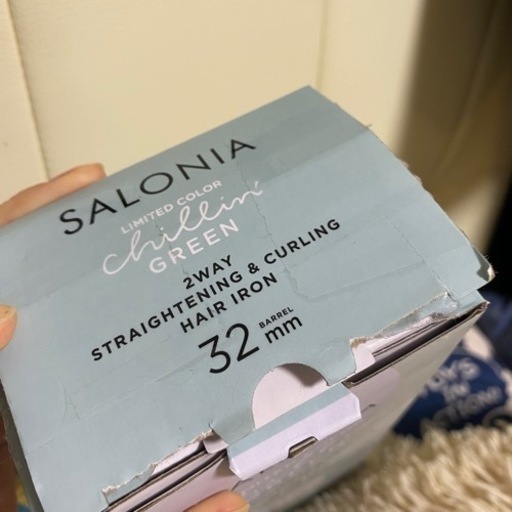 SALONIA
LIMITED COLOR
chillin'
GREEN
2WAY
STRAIGHTENING & CURLING
HAIR IRON
32 BARREL mm